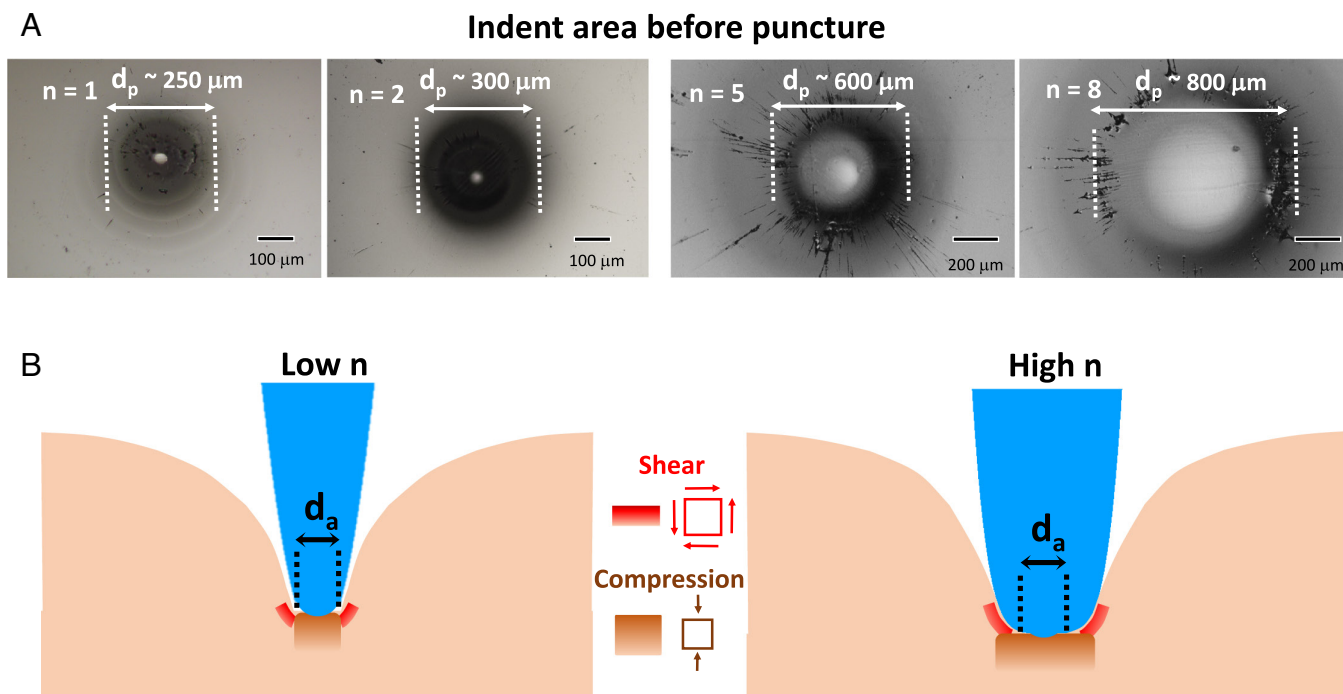 A
Indent area before puncture
n = 1
dp ~ 250 μm
100 μm
n = 2
dp ~ 300 μm
100 μm
n = 5
dp ~ 600 μm
200 μm
n = 8
dp ~ 800 μm
200 μm
B
Low n
High n
da
Shear
Compression
da